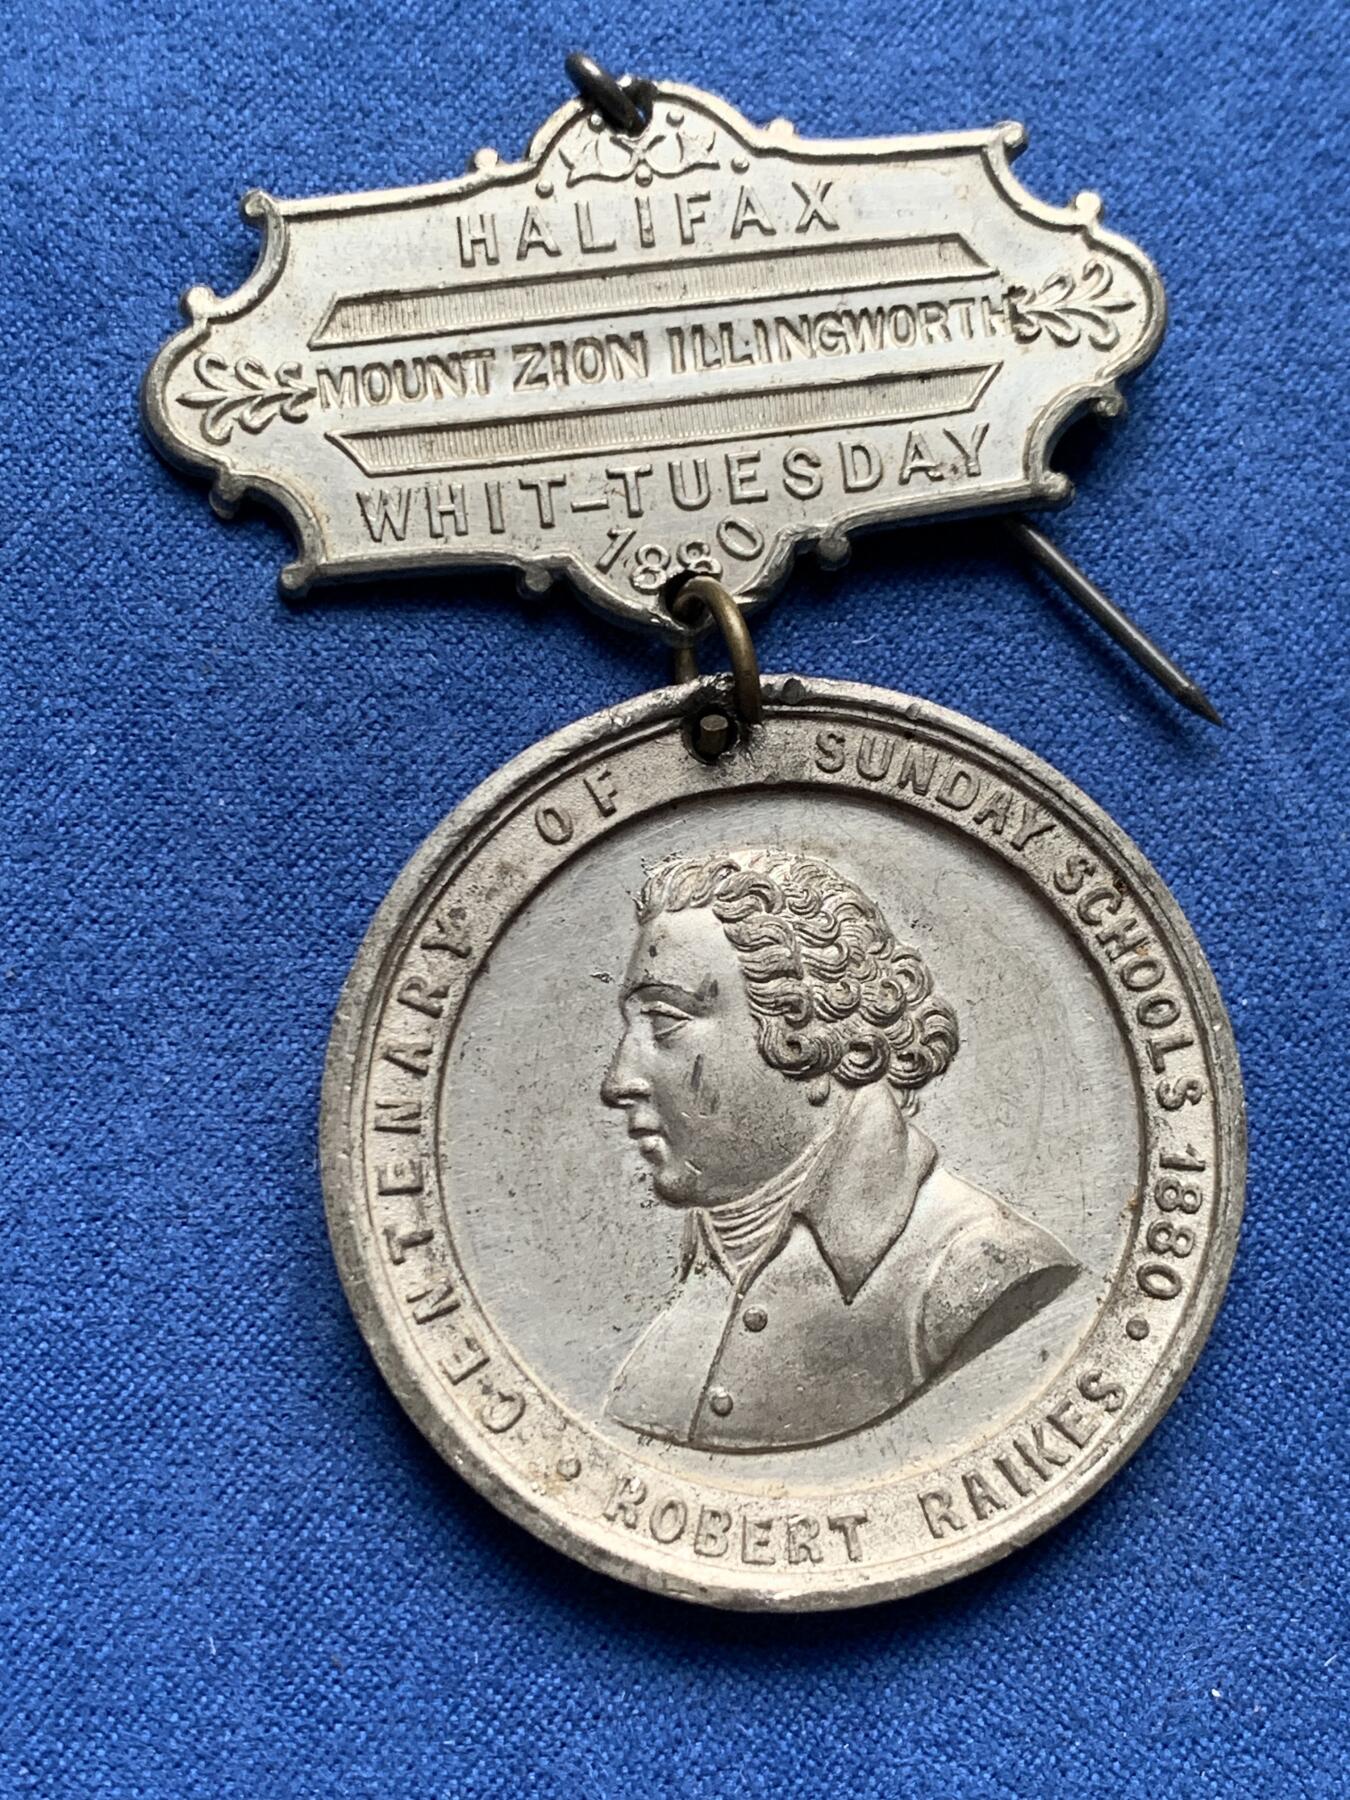 HALIFAX
MOUNT ZION ILLINGWORTH
WHIT-TUESDAY
1880
CENTENARY OF SUNDAY SCHOOLS 1880
ROBERT RAIKES